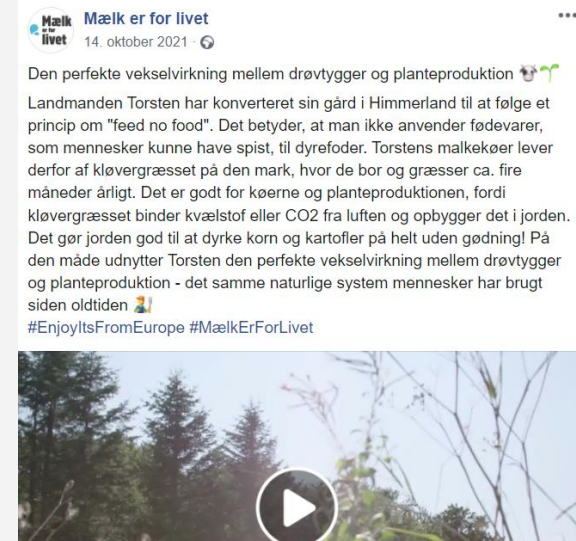 Mælk
er for
livet
Mælk er for livet
14. oktober 2021 ·
Den perfekte vekselvirkning mellem drøvtygger og planteproduktion 🐮🌱
Landmanden Torsten har konverteret sin gård i Himmerland til at følge et
princip om "feed no food". Det betyder, at man ikke anvender fødevarer,
som mennesker kunne have spist, til dyrefoder. Torstens malkekøer lever
derfor af kløvergræsset på den mark, hvor de bor og græsser ca. fire
måneder årligt. Det er godt for køerne og planteproduktionen, fordi
kløvergræsset binder kvælstof eller CO2 fra luften og opbygger det i jorden.
Det gør jorden god til at dyrke korn og kartofler på helt uden gødning! På
den måde udnytter Torsten den perfekte vekselvirkning mellem drøvtygger
og planteproduktion - det samme naturlige system mennesker har brugt
siden oldtiden 🧑‍🌾
#EnjoyItsFromEurope #MælkErForLivet